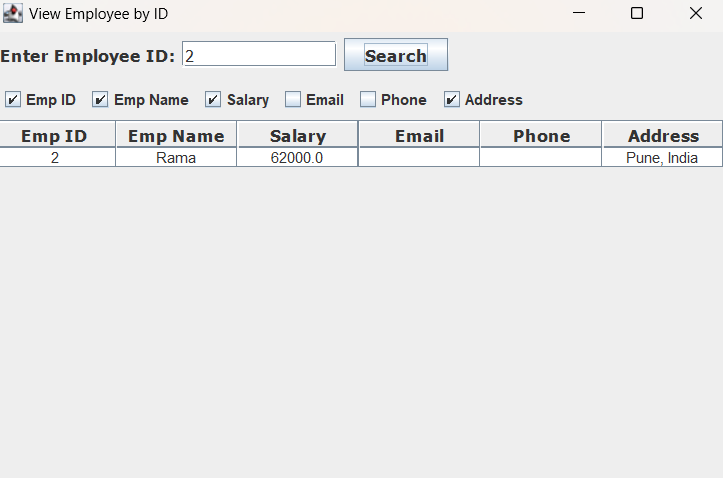 View Employee by ID
Enter Employee ID: 2 Search
Emp ID Emp Name Salary Email Phone Address
Emp ID Emp Name Salary Email Phone Address
2 Rama 62000.0 Pune, India